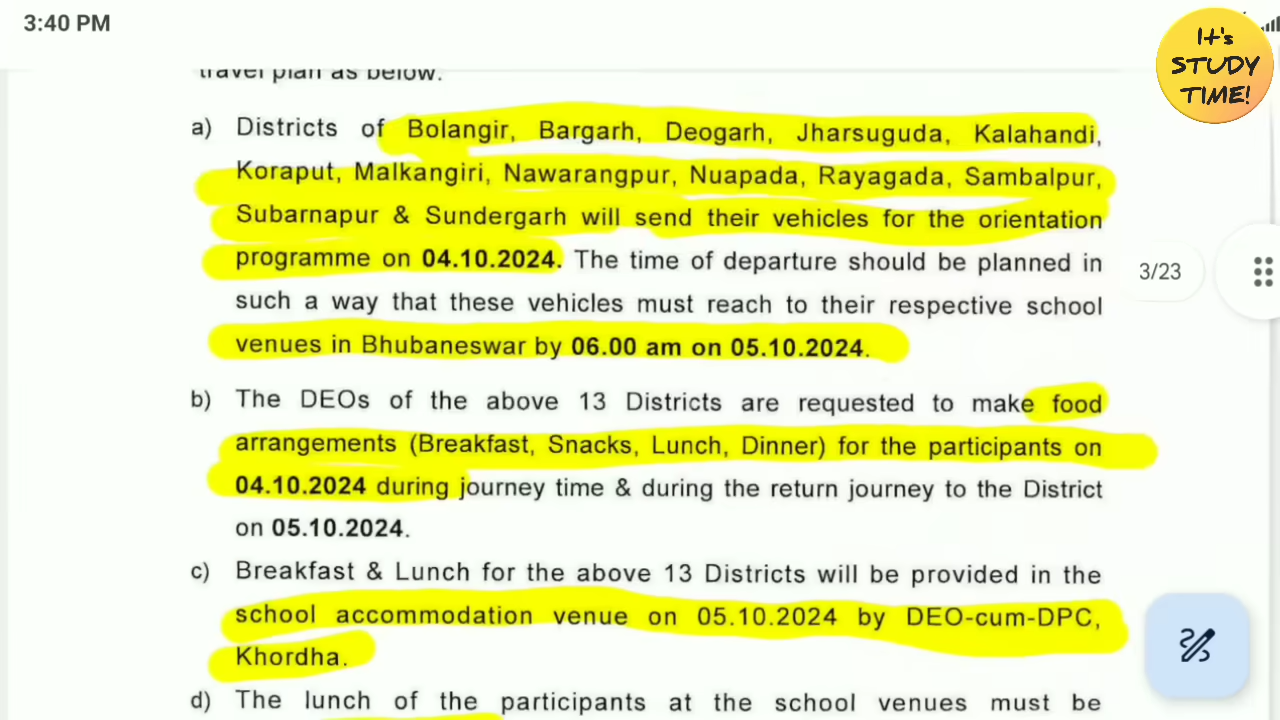 3:40 PM
It's
STUDY
TIME!
travel plan as below.
a) Districts of Bolangir, Bargarh, Deogarh, Jharsuguda, Kalahandi,
Koraput, Malkangiri, Nawarangpur, Nuapada, Rayagada, Sambalpur,
Subarnapur & Sundergarh will send their vehicles for the orientation
programme on 04.10.2024. The time of departure should be planned in
3/23
such a way that these vehicles must reach to their respective school
venues in Bhubaneswar by 06.00 am on 05.10.2024.
b) The DEOs of the above 13 Districts are requested to make food
arrangements (Breakfast, Snacks, Lunch, Dinner) for the participants on
04.10.2024 during journey time & during the return journey to the District
on 05.10.2024.
c) Breakfast & Lunch for the above 13 Districts will be provided in the
school accommodation venue on 05.10.2024 by DEO-cum-DPC,
Khordha.
d) The lunch of the participants at the school venues must be